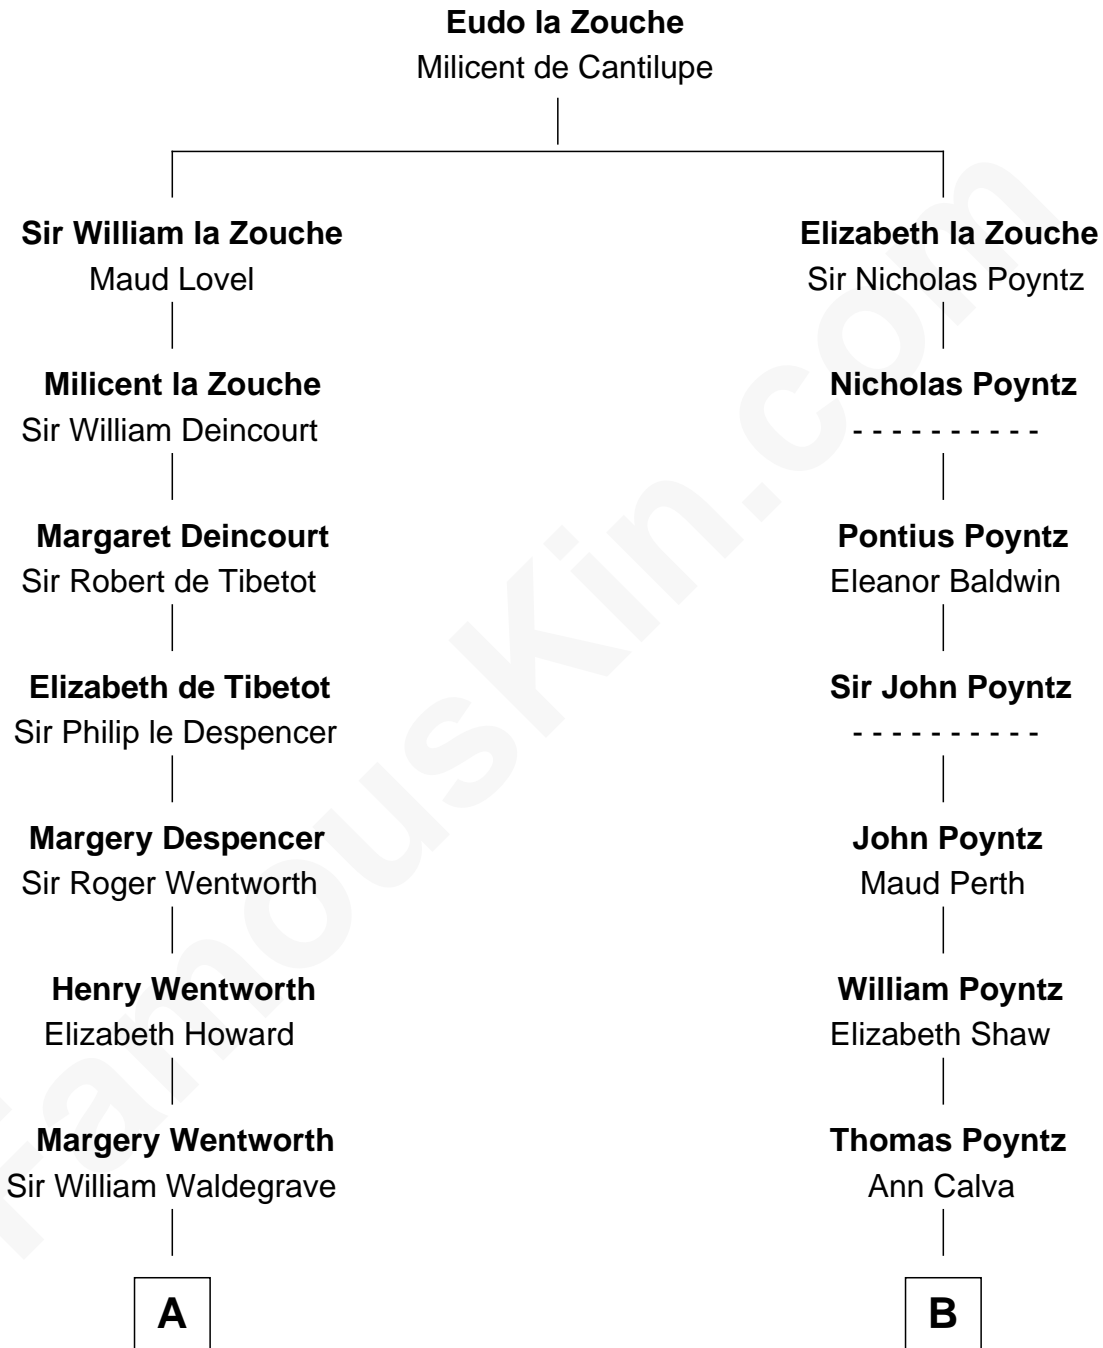 Eudo la Zouche
Milicent de Cantilupe
Sir William la Zouche
Maud Lovel
Milicent la Zouche
Sir William Deincourt
Margaret Deincourt
Sir Robert de Tibetot
Elizabeth de Tibetot
Sir Philip le Despencer
Margery Despencer
Sir Roger Wentworth
Henry Wentworth
Elizabeth Howard
Margery Wentworth
Sir William Waldegrave
A
Elizabeth la Zouche
Sir Nicholas Poyntz
Nicholas Poyntz
- - - - - - - - - -
Pontius Poyntz
Eleanor Baldwin
Sir John Poyntz
- - - - - - - - - -
John Poyntz
Maud Perth
William Poyntz
Elizabeth Shaw
Thomas Poyntz
Ann Calva
B
FamousKin.com